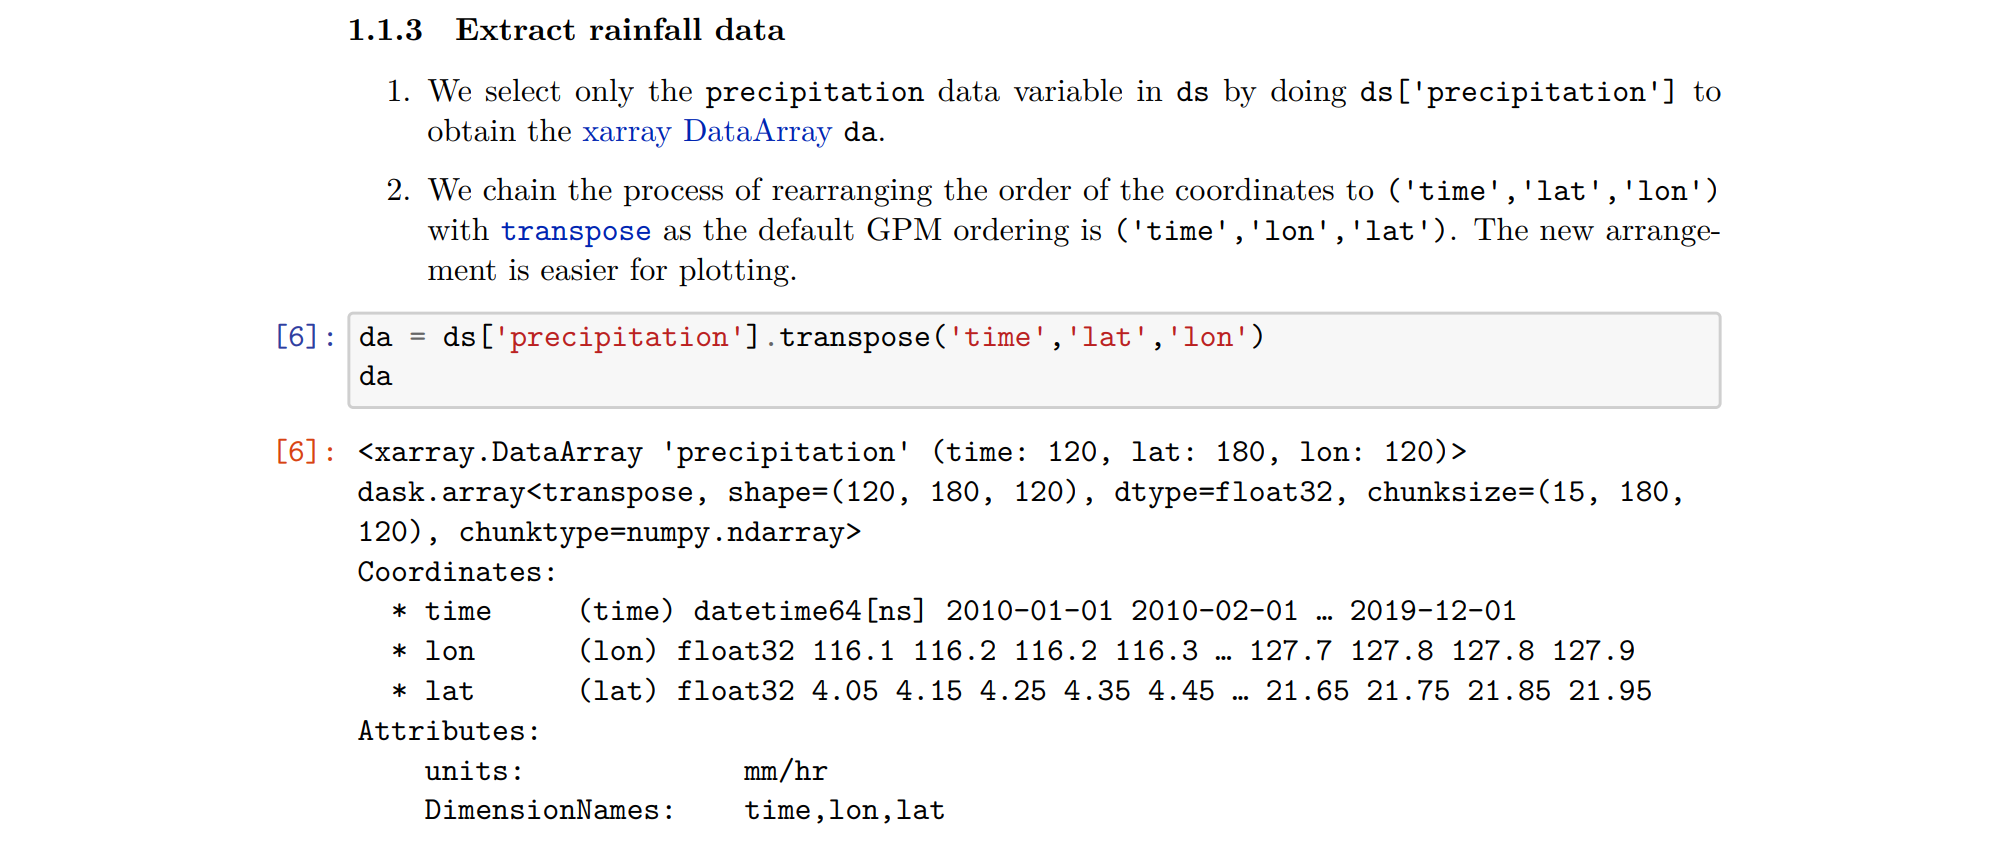 1.1.3 Extract rainfall data
1. We select only the precipitation data variable in ds by doing ds['precipitation'] to
obtain the xarray DataArray da.
2. We chain the process of rearranging the order of the coordinates to ('time','lat','lon')
with transpose as the default GPM ordering is ('time','lon','lat'). The new arrange-
ment is easier for plotting.
[6]: da = ds['precipitation'].transpose('time','lat','lon')
da
[6]: <xarray.DataArray 'precipitation' (time: 120, lat: 180, lon: 120)>
dask.array<transpose, shape=(120, 180, 120), dtype=float32, chunksize=(15, 180,
120), chunktype=numpy.ndarray>
Coordinates:
* time (time) datetime64[ns] 2010-01-01 2010-02-01 … 2019-12-01
* lon (lon) float32 116.1 116.2 116.2 116.3 … 127.7 127.8 127.8 127.9
* lat (lat) float32 4.05 4.15 4.25 4.35 4.45 … 21.65 21.75 21.85 21.95
Attributes:
units: mm/hr
DimensionNames: time,lon,lat